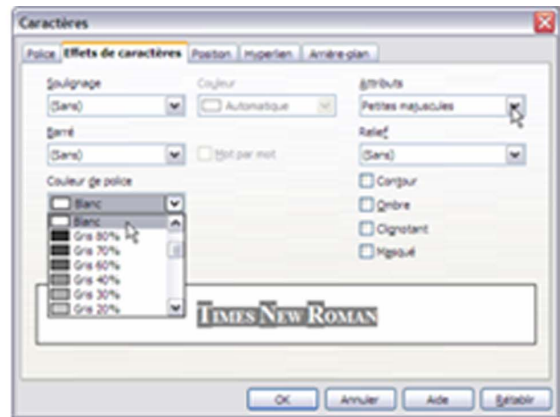 Caractères
Police Effets de caractères Position Hyperlien Arrière-plan
Soulignage Couleur Attributs
(Sans) Automatique Petites majuscules
Barré Relief
(Sans) Mot par mot (Sans)
Couleur de police Contour
Blanc Ombre
Blanc Clignotant
Gris 80% Masqué
Gris 70%
Gris 60%
Gris 40%
Gris 30%
Gris 20%
TIMES NEW ROMAN
OK Annuler Aide Rétablir